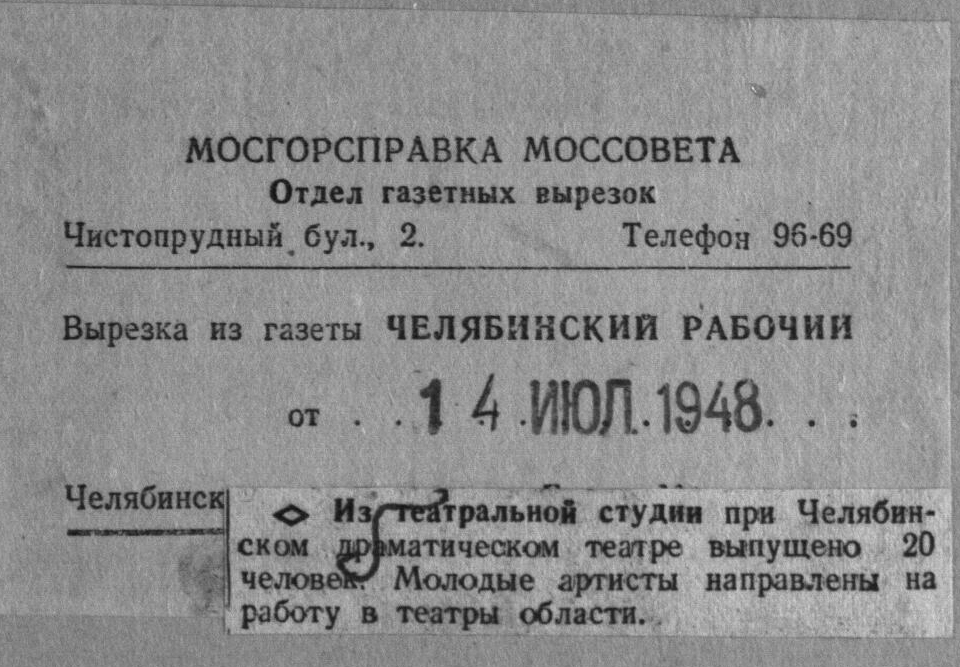 МОСГОРСПРАВКА МОССОВЕТА
Отдел газетных вырезок
Чистопрудный бул., 2. Телефон 96-69
Вырезка из газеты ЧЕЛЯБИНСКИЙ РАБОЧИЙ
от . . 14 ИЮЛ. 1948 . . .
Челябинск
◇ Из театральной студии при Челябин-
ском драматическом театре выпущено 20
человек. Молодые артисты направлены на
работу в театры области.